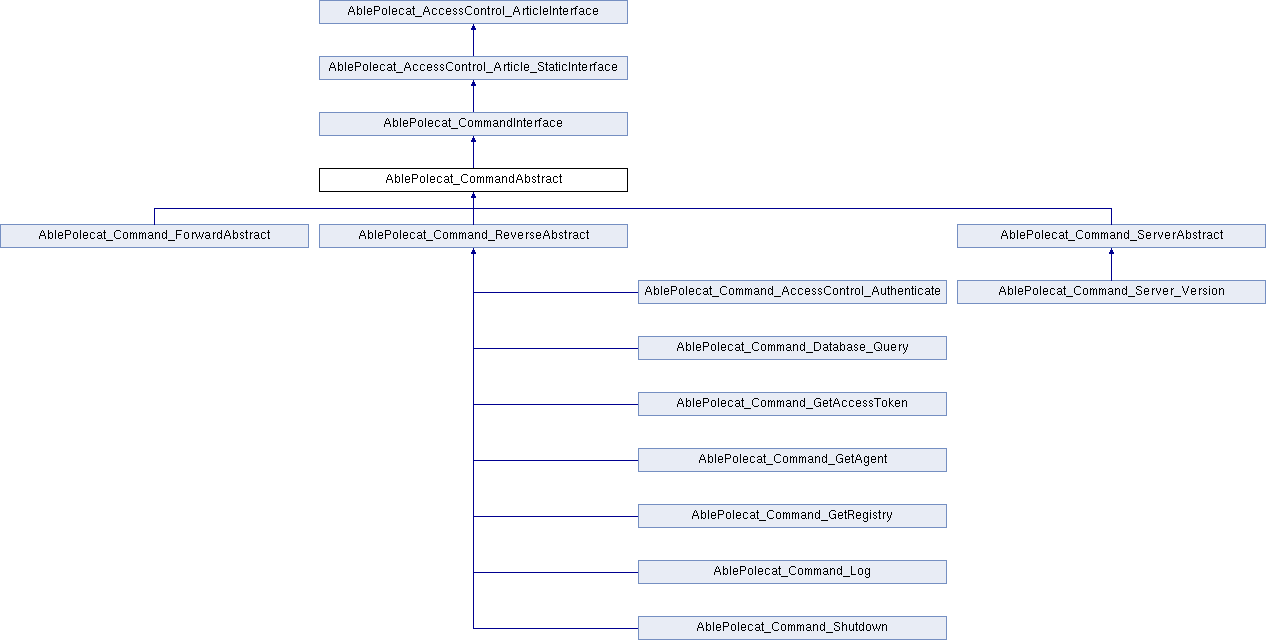 AblePolecat_AccessControl_ArticleInterface
AblePolecat_AccessControl_Article_StaticInterface
AblePolecat_CommandInterface
AblePolecat_CommandAbstract
AblePolecat_Command_ForwardAbstract
AblePolecat_Command_ReverseAbstract
AblePolecat_Command_ServerAbstract
AblePolecat_Command_AccessControl_Authenticate
AblePolecat_Command_Server_Version
AblePolecat_Command_Database_Query
AblePolecat_Command_GetAccessToken
AblePolecat_Command_GetAgent
AblePolecat_Command_GetRegistry
AblePolecat_Command_Log
AblePolecat_Command_Shutdown